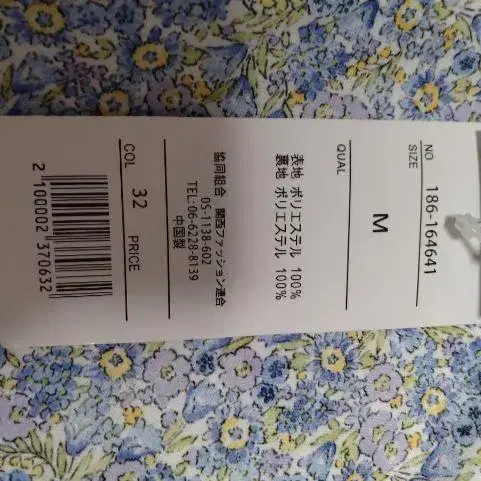 NO 186-164641
SIZE
M
QUAL
表地 ポリエステル 100%
裏地 ポリエステル 100%
協同組合 関西ファッション連合
05-1138-602
TEL:06-6228-8139
中国製
COL 32 PRICE
2 100002 370632